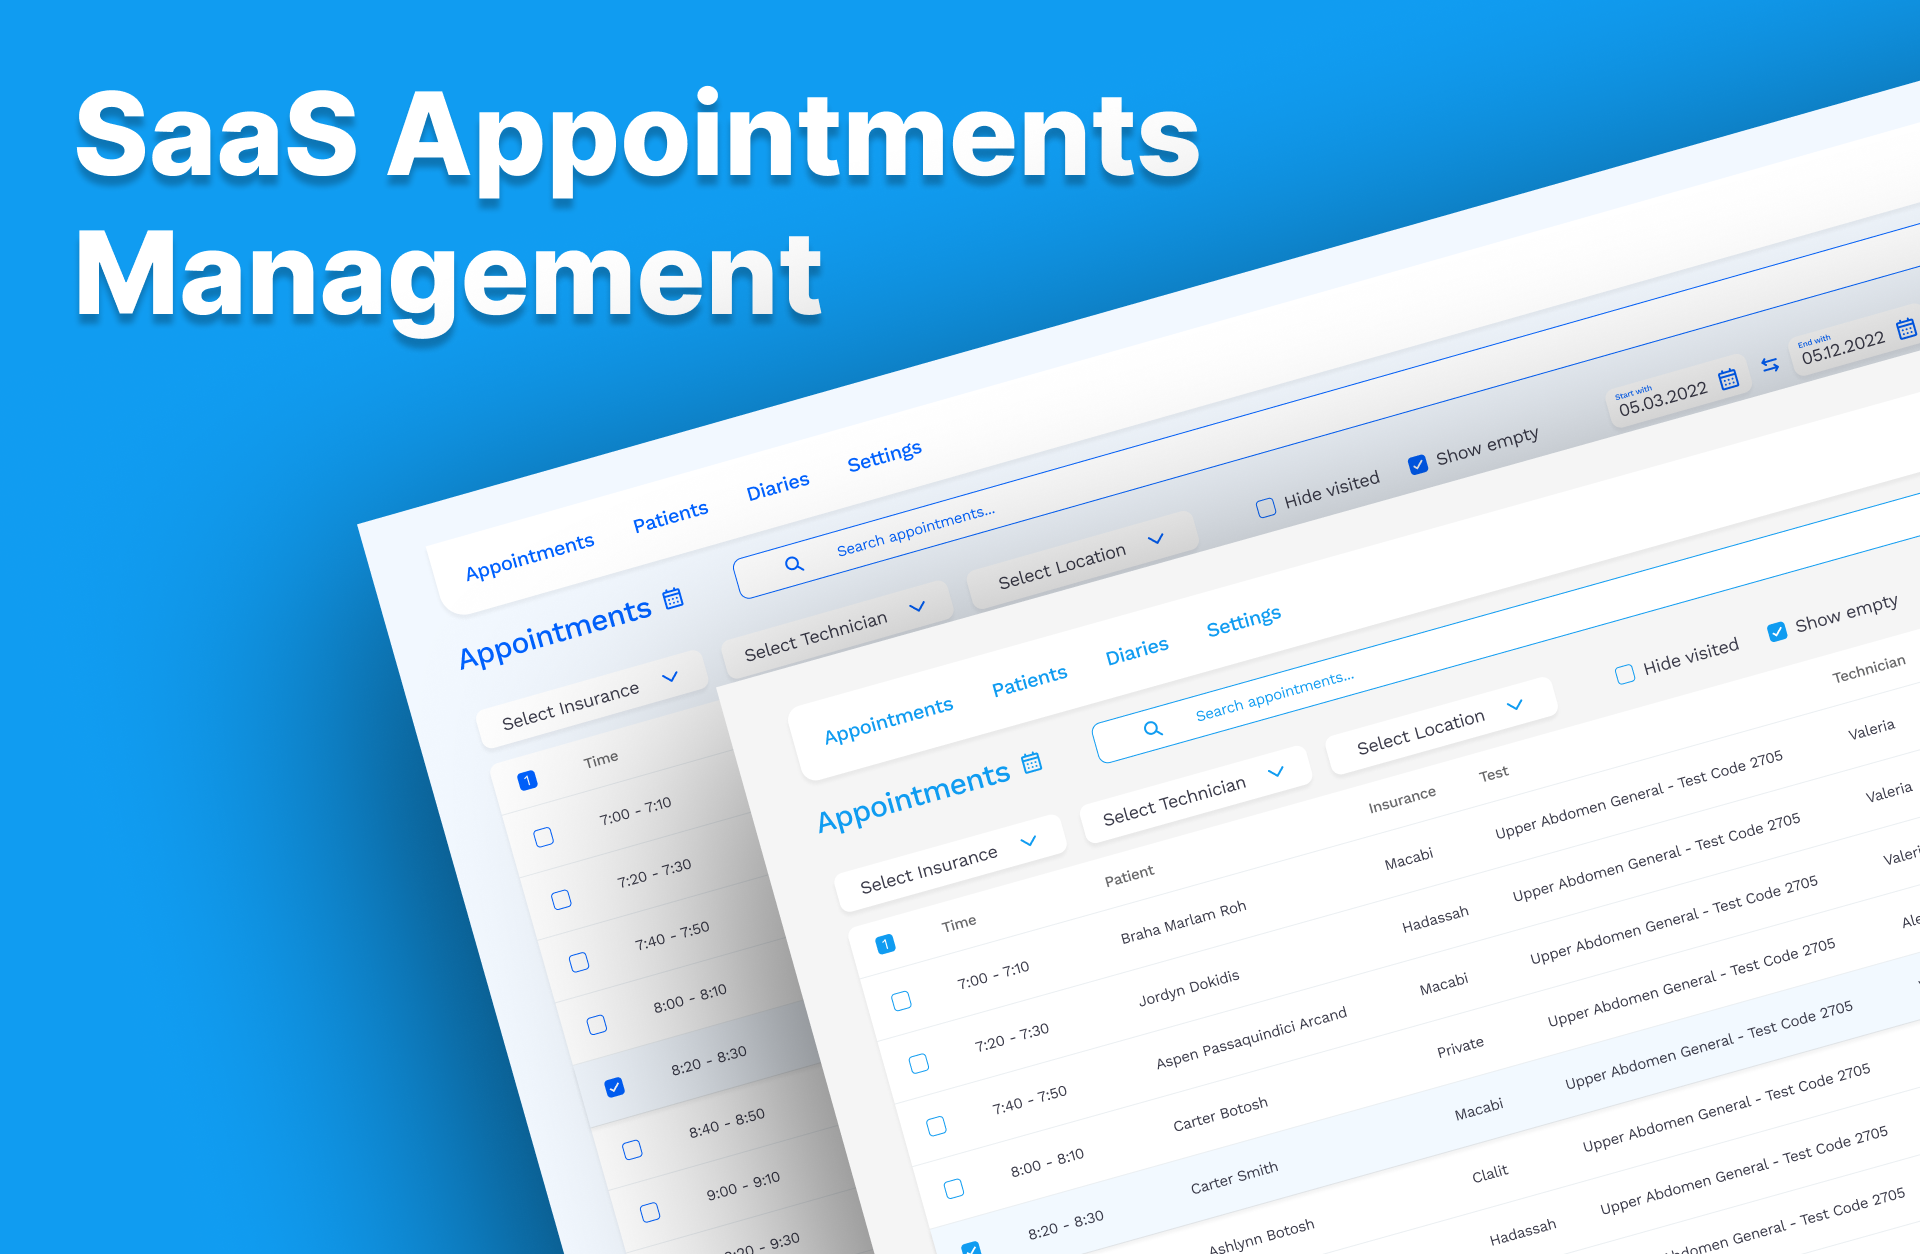 SaaS Appointments
Management
Appointments Patients Diaries Settings
Appointments
Search appointments...
Select Insurance Select Technician Select Location
Hide visited Show empty
Start with
05.03.2022
End with
05.12.2022
1 Time
7:00 - 7:10
7:20 - 7:30
7:40 - 7:50
8:00 - 8:10
8:20 - 8:30
8:40 - 8:50
9:00 - 9:10
Appointments Patients Diaries Settings
Appointments
Search appointments...
Select Insurance Select Technician Select Location
Hide visited Show empty
1 Time Patient Insurance Test Technician
7:00 - 7:10 Braha Marlam Roh Macabi Upper Abdomen General - Test Code 2705 Valeria
7:20 - 7:30 Jordyn Dokidis Hadassah Upper Abdomen General - Test Code 2705 Valeria
7:40 - 7:50 Aspen Passaquindici Arcand Macabi Upper Abdomen General - Test Code 2705
8:00 - 8:10 Carter Botosh Private Upper Abdomen General - Test Code 2705
8:20 - 8:30 Carter Smith Macabi Upper Abdomen General - Test Code 2705
Ashlynn Botosh Clalit Upper Abdomen General - Test Code 2705
Hadassah Upper Abdomen General - Test Code 2705
General - Test Code 2705